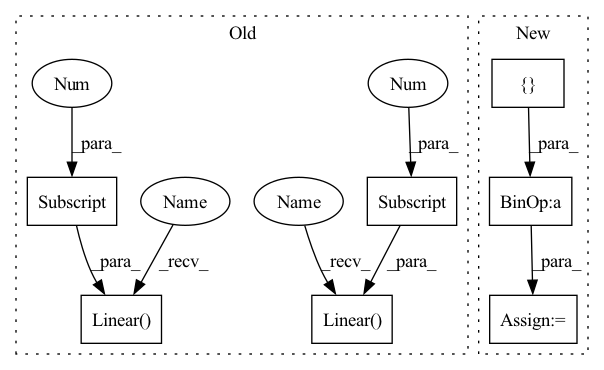 Old
New
Num
Num
{}
_para_
_para_
_para_
Subscript
Name
Name
Subscript
BinOp:a
_para_
_recv_
_recv_
_para_
_para_
Linear()
Linear()
Assign:=